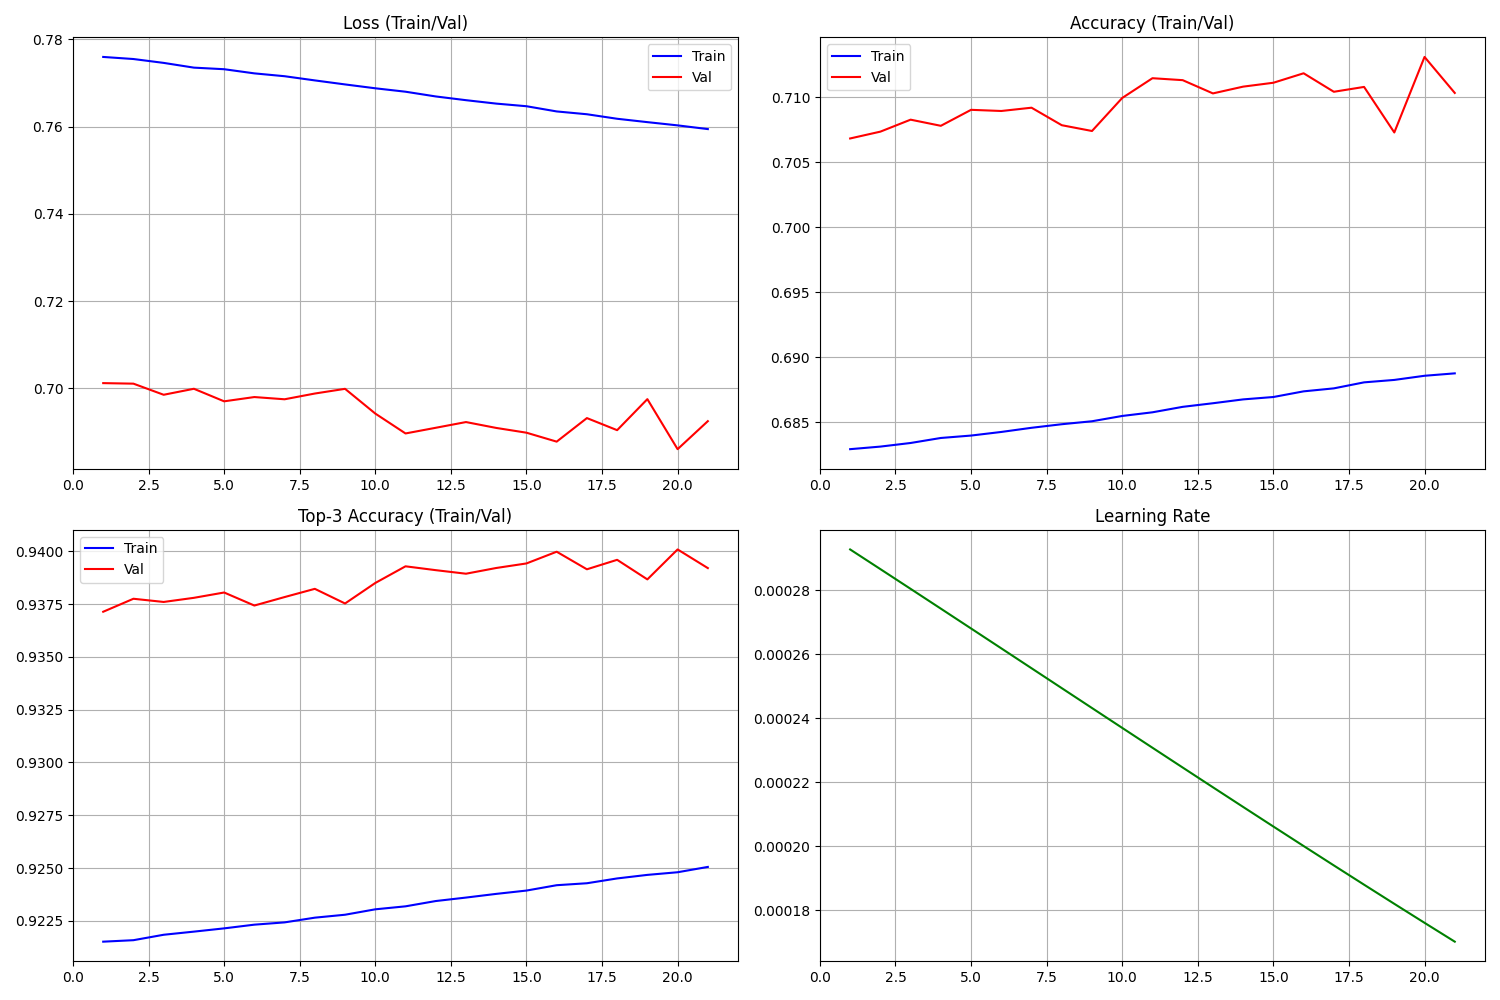 Loss (Train/Val)
0.78
0.76
0.74
0.72
0.70
Train
Val
0.0 2.5 5.0 7.5 10.0 12.5 15.0 17.5 20.0
Accuracy (Train/Val)
0.710
0.705
0.700
0.695
0.690
0.685
Train
Val
0.0 2.5 5.0 7.5 10.0 12.5 15.0 17.5 20.0
Top-3 Accuracy (Train/Val)
0.9400
0.9375
0.9350
0.9325
0.9300
0.9275
0.9250
0.9225
Train
Val
0.0 2.5 5.0 7.5 10.0 12.5 15.0 17.5 20.0
Learning Rate
0.00028
0.00026
0.00024
0.00022
0.00020
0.00018
0.0 2.5 5.0 7.5 10.0 12.5 15.0 17.5 20.0